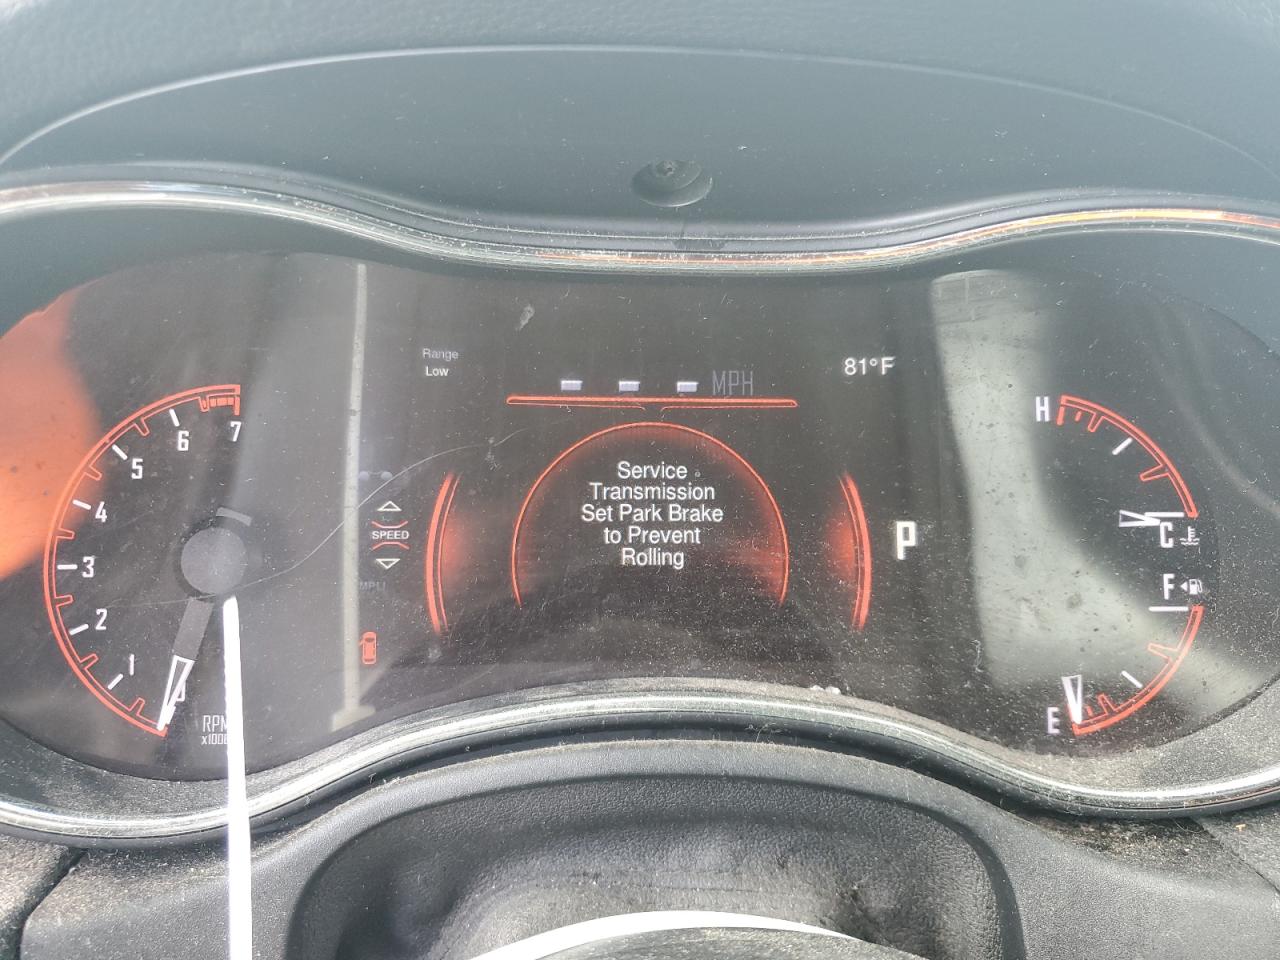 Range
Low
MPH
81°F
7
6
5
4
3
2
1
RPM
SPEED
Service
Transmission
Set Park Brake
to Prevent
Rolling
P
H
C
F
E